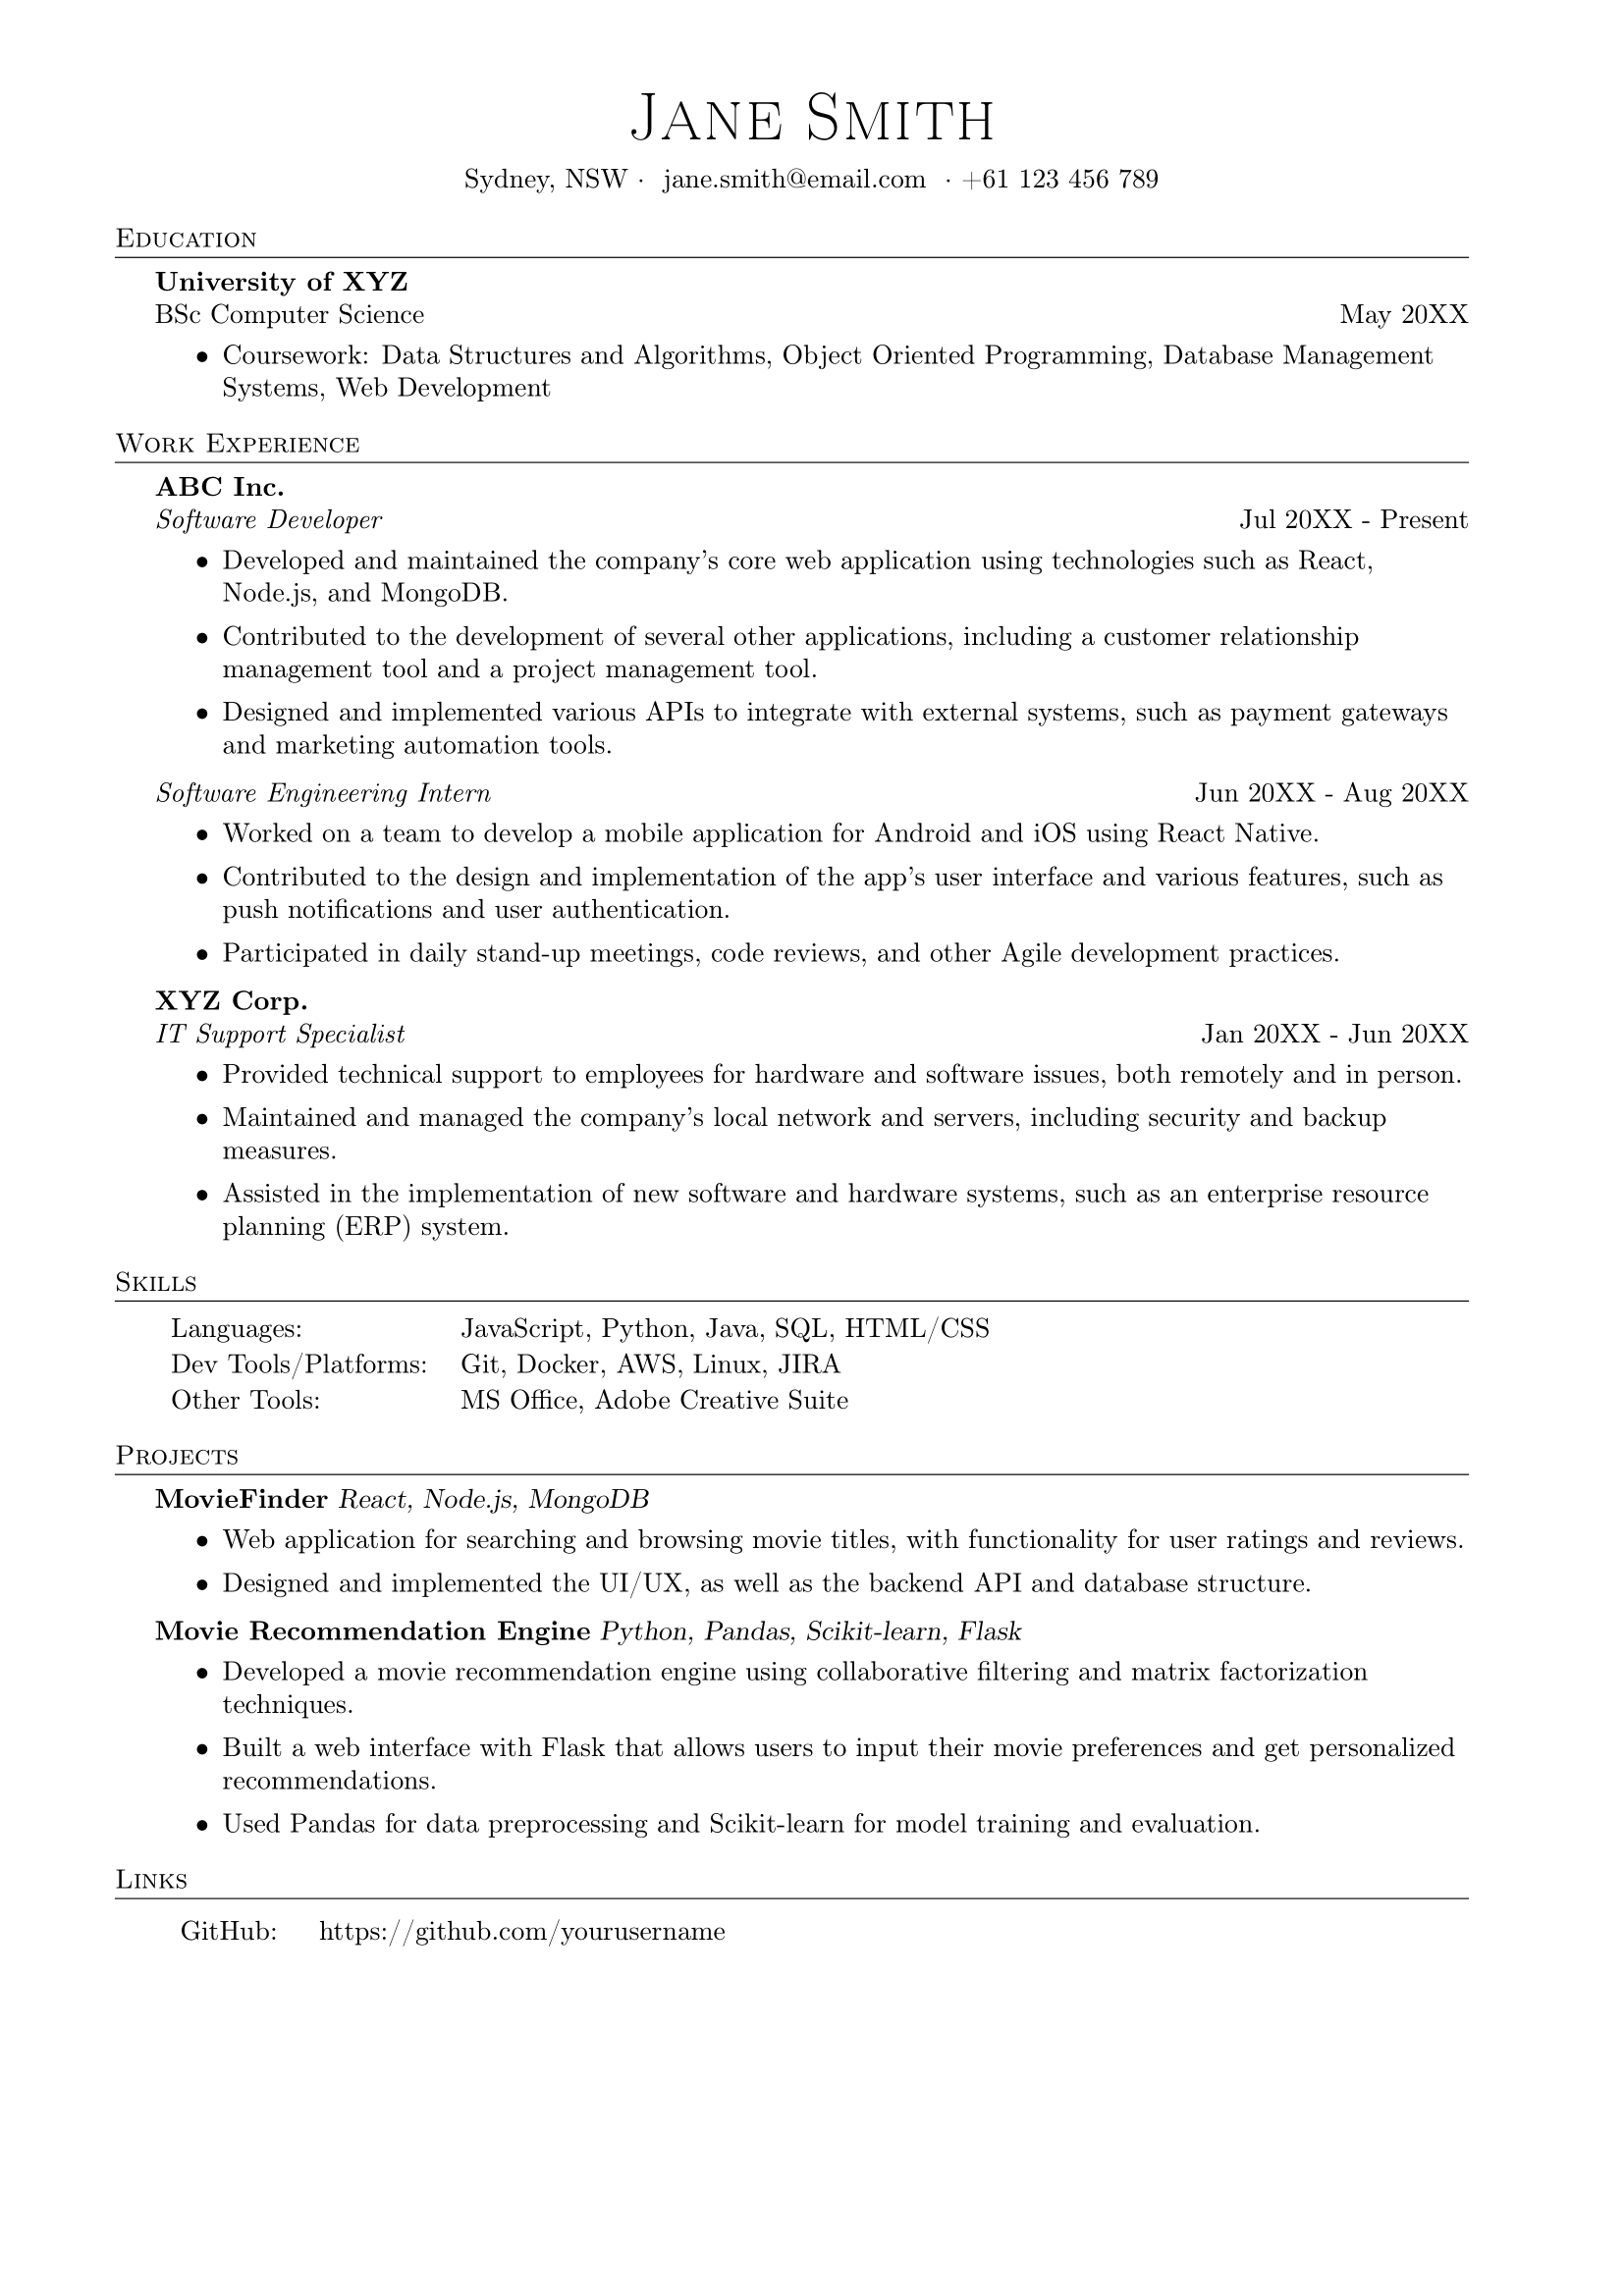 Jane Smith
Sydney, NSW · jane.smith@email.com · +61 123 456 789
Education
University of XYZ
BSc Computer Science May 20XX
• Coursework: Data Structures and Algorithms, Object Oriented Programming, Database Management
Systems, Web Development
Work Experience
ABC Inc.
Software Developer Jul 20XX - Present
• Developed and maintained the company’s core web application using technologies such as React,
Node.js, and MongoDB.
• Contributed to the development of several other applications, including a customer relationship
management tool and a project management tool.
• Designed and implemented various APIs to integrate with external systems, such as payment gateways
and marketing automation tools.
Software Engineering Intern Jun 20XX - Aug 20XX
• Worked on a team to develop a mobile application for Android and iOS using React Native.
• Contributed to the design and implementation of the app’s user interface and various features, such as
push notifications and user authentication.
• Participated in daily stand-up meetings, code reviews, and other Agile development practices.
XYZ Corp.
IT Support Specialist Jan 20XX - Jun 20XX
• Provided technical support to employees for hardware and software issues, both remotely and in person.
• Maintained and managed the company’s local network and servers, including security and backup
measures.
• Assisted in the implementation of new software and hardware systems, such as an enterprise resource
planning (ERP) system.
Skills
Languages: JavaScript, Python, Java, SQL, HTML/CSS
Dev Tools/Platforms: Git, Docker, AWS, Linux, JIRA
Other Tools: MS Office, Adobe Creative Suite
Projects
MovieFinder React, Node.js, MongoDB
• Web application for searching and browsing movie titles, with functionality for user ratings and reviews.
• Designed and implemented the UI/UX, as well as the backend API and database structure.
Movie Recommendation Engine Python, Pandas, Scikit-learn, Flask
• Developed a movie recommendation engine using collaborative filtering and matrix factorization
techniques.
• Built a web interface with Flask that allows users to input their movie preferences and get personalized
recommendations.
• Used Pandas for data preprocessing and Scikit-learn for model training and evaluation.
Links
GitHub: https://github.com/yourusername